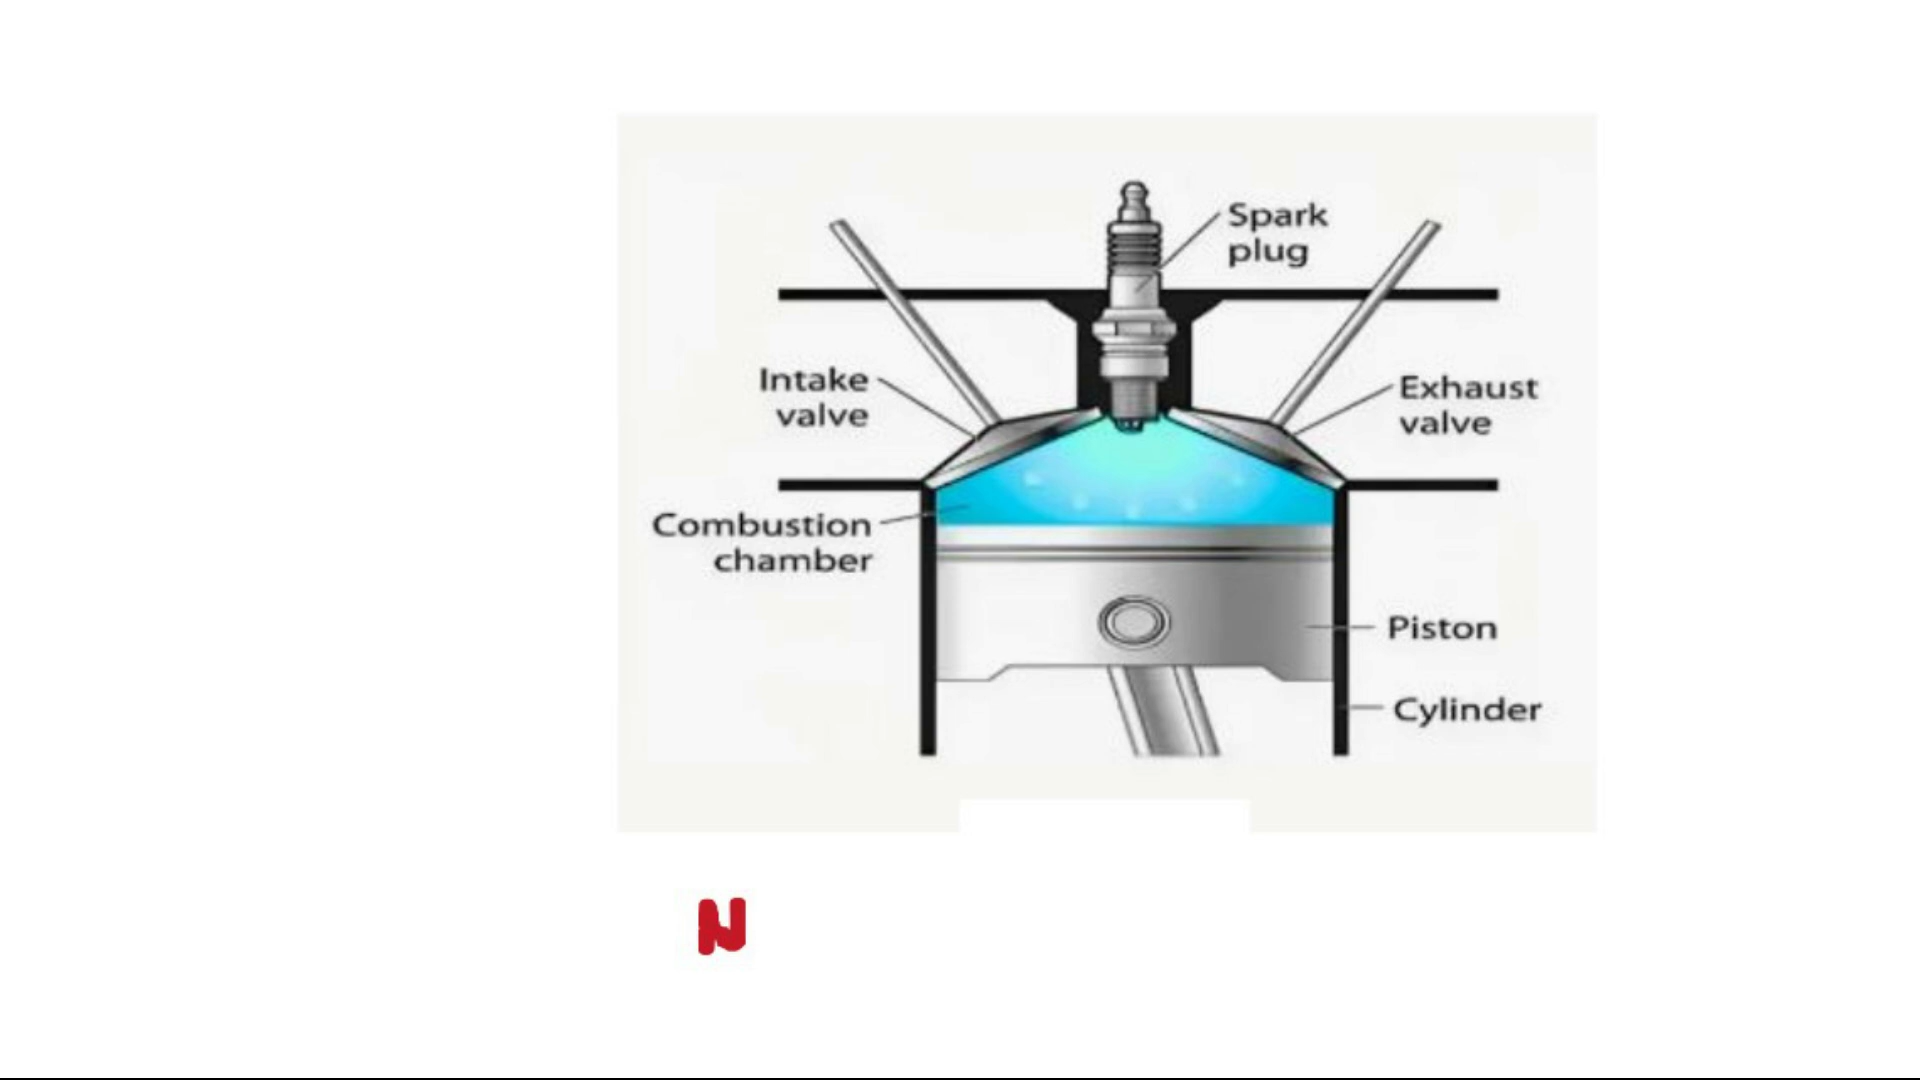 Spark
plug
Intake
valve
Exhaust
valve
Combustion
chamber
Piston
Cylinder
N